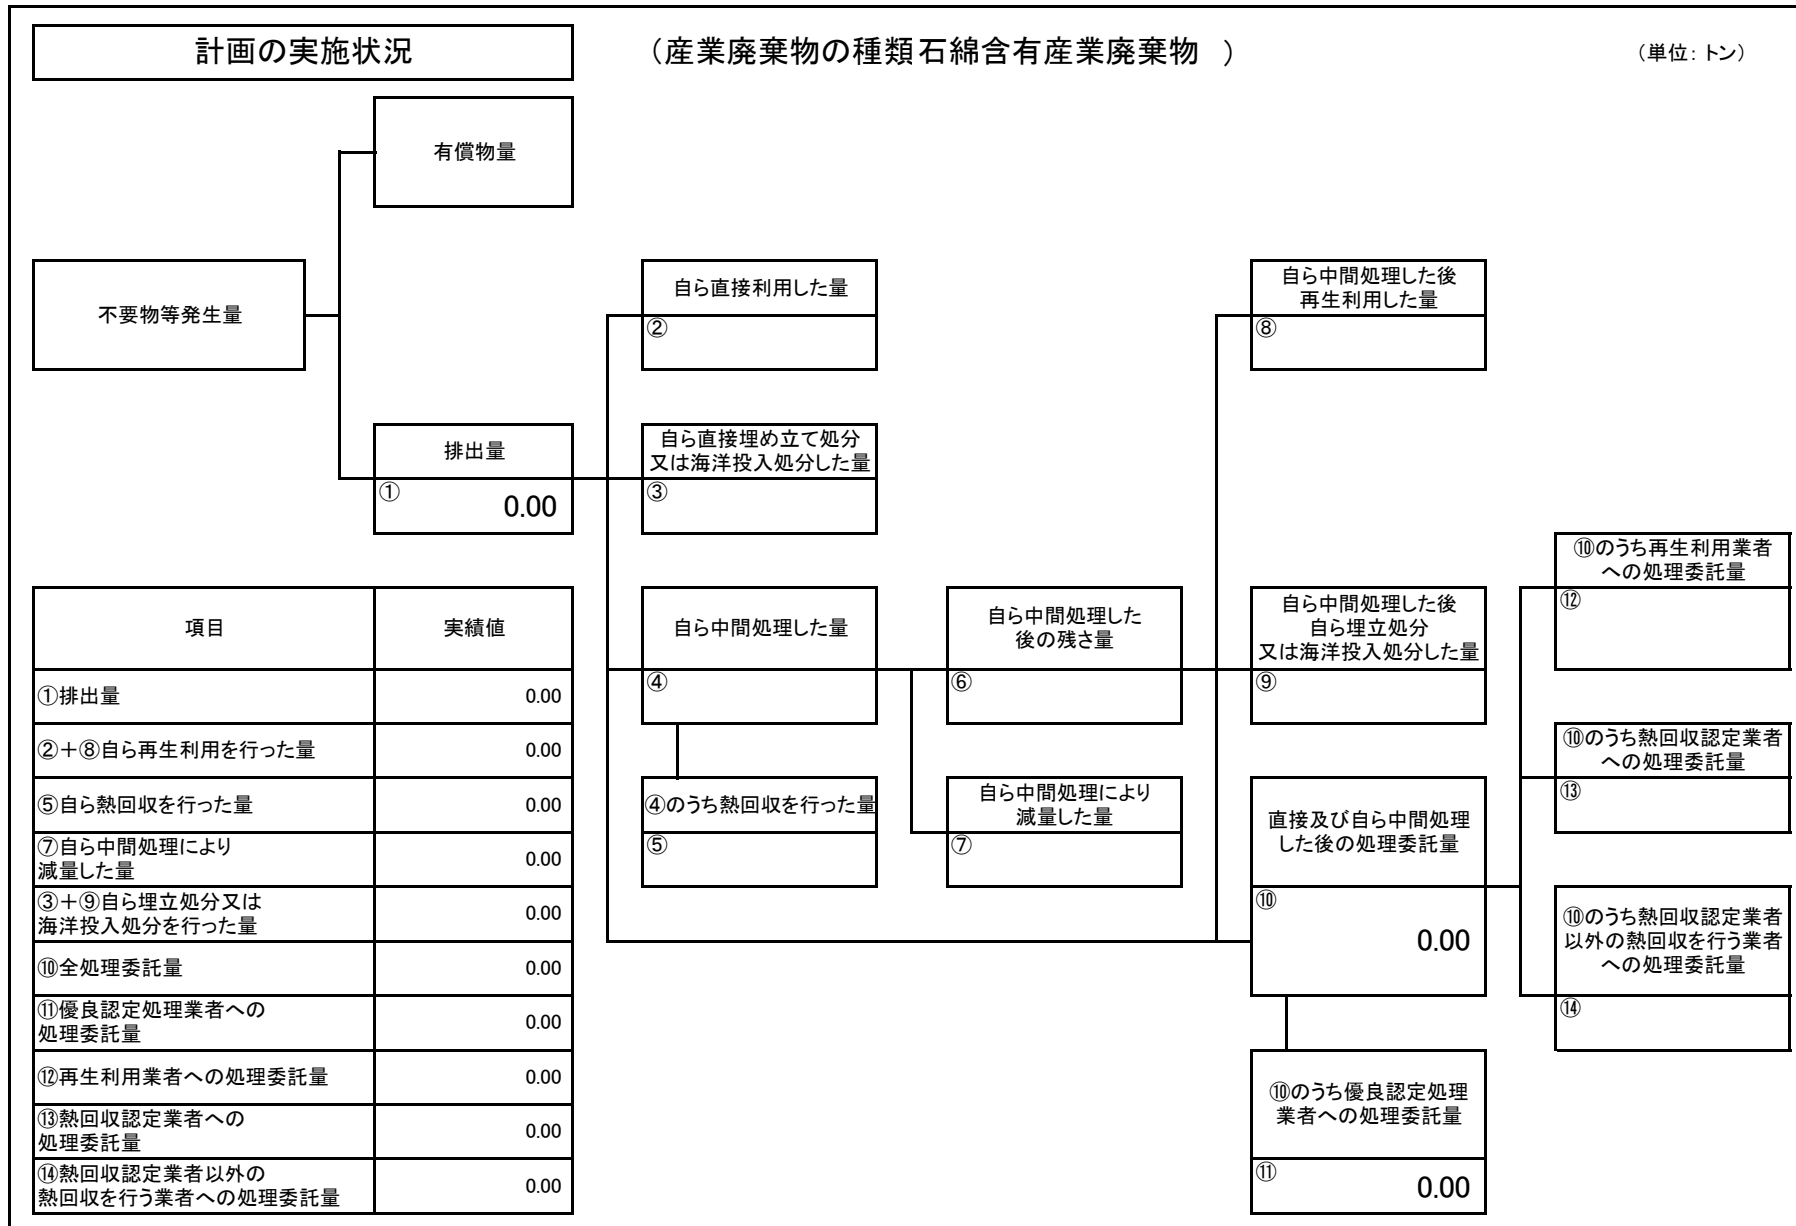 計画の実施状況
（産業廃棄物の種類 石綿含有産業廃棄物 ）
（単位：トン）
有償物量
不要物等発生量
自ら直接利用した量
②
自ら中間処理した後
再生利用した量
⑧
排出量
① 0.00
自ら直接埋め立て処分
又は海洋投入処分した量
③
⑩のうち再生利用業者
への処理委託量
⑫
自ら中間処理した量
④
自ら中間処理した
後の残さ量
⑥
自ら中間処理した後
自ら埋立処分
又は海洋投入処分した量
⑨
⑩のうち熱回収認定業者
への処理委託量
⑬
④のうち熱回収を行った量
⑤
自ら中間処理により
減量した量
⑦
直接及び自ら中間処理
した後の処理委託量
⑩
0.00
⑩のうち熱回収認定業者
以外の熱回収を行う業者
への処理委託量
⑭
⑩のうち優良認定処理
業者への処理委託量
⑪ 0.00
項目 実績値
①排出量 0.00
②＋⑧自ら再生利用を行った量 0.00
⑤自ら熱回収を行った量 0.00
⑦自ら中間処理により
減量した量 0.00
③＋⑨自ら埋立処分又は
海洋投入処分を行った量 0.00
⑩全処理委託量 0.00
⑪優良認定処理業者への
処理委託量 0.00
⑫再生利用業者への処理委託量 0.00
⑬熱回収認定業者への
処理委託量 0.00
⑭熱回収認定業者以外の
熱回収を行う業者への処理委託量 0.00